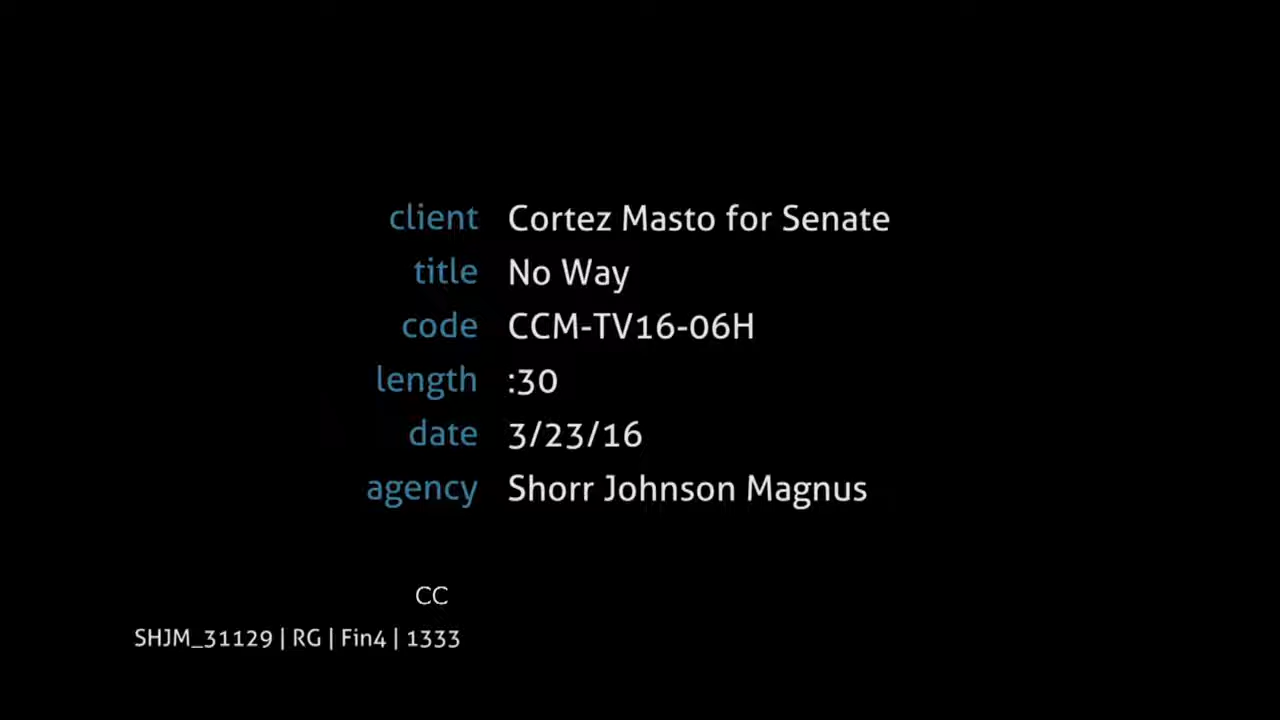 client Cortez Masto for Senate
title No Way
code CCM-TV16-06H
length :30
date 3/23/16
agency Shorr Johnson Magnus
CC
SHJM_31129 | RG | Fin4 | 1333